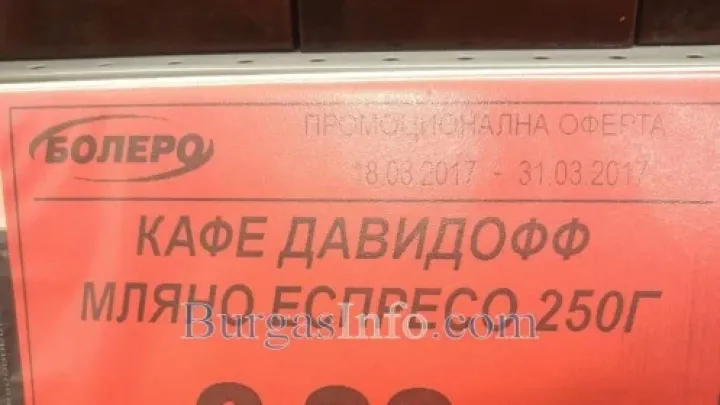 БОЛЕРО
ПРОМОЦИОНАЛНА ОФЕРТА
18.03.2017 - 31.03.2017
КАФЕ ДАВИДОФФ
МЛЯНО ЕСПРЕСО 250Г
BurgasInfo.com